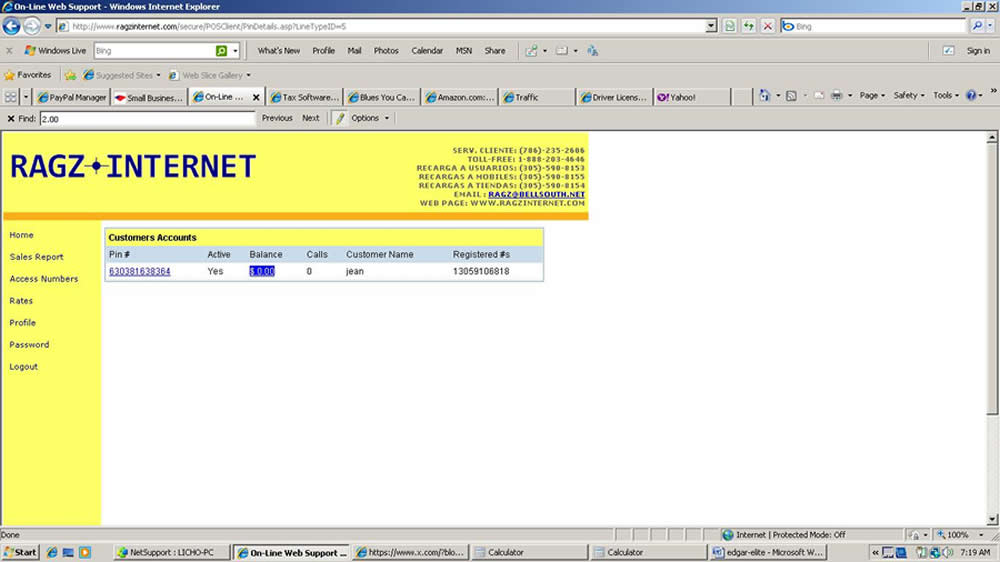 On-Line Web Support - Windows Internet Explorer
http://www.ragzinternet.com/secure/POSClient/PinDetails.asp?LineTypeID=5 Bing
Windows Live Bing What's New Profile Mail Photos Calendar MSN Share Sign in
Favorites Suggested Sites Web Slice Gallery
PayPal Manager Small Business... On-Line ... Tax Software... Blues You Ca... Amazon.com:... Traffic Driver Licens... Yahoo! Page Safety Tools
Find: 2.00 Previous Next Options
RAGZ INTERNET
SERV. CLIENTE: (786)-235-2606
TOLL-FREE: 1-888-203-4646
RECARGA A USUARIOS: (305)-590-8153
RECARGAS A MOBILES: (305)-590-8155
RECARGAS A TIENDAS: (305)-590-8154
EMAIL : RAGZ@BELLSOUTH.NET
WEB PAGE: WWW.RAGZINTERNET.COM
Home
Sales Report
Access Numbers
Rates
Profile
Password
Logout
Customers Accounts
Pin # Active Balance Calls Customer Name Registered #s
630381638364 Yes $ 0.00 0 jean 13059106818
Done Internet | Protected Mode: Off 100%
Start NetSupport : LICHO-PC On-Line Web Support ... https://www.x.com/?blo... Calculator Calculator edgar-elite - Microsoft W... 7:19 AM